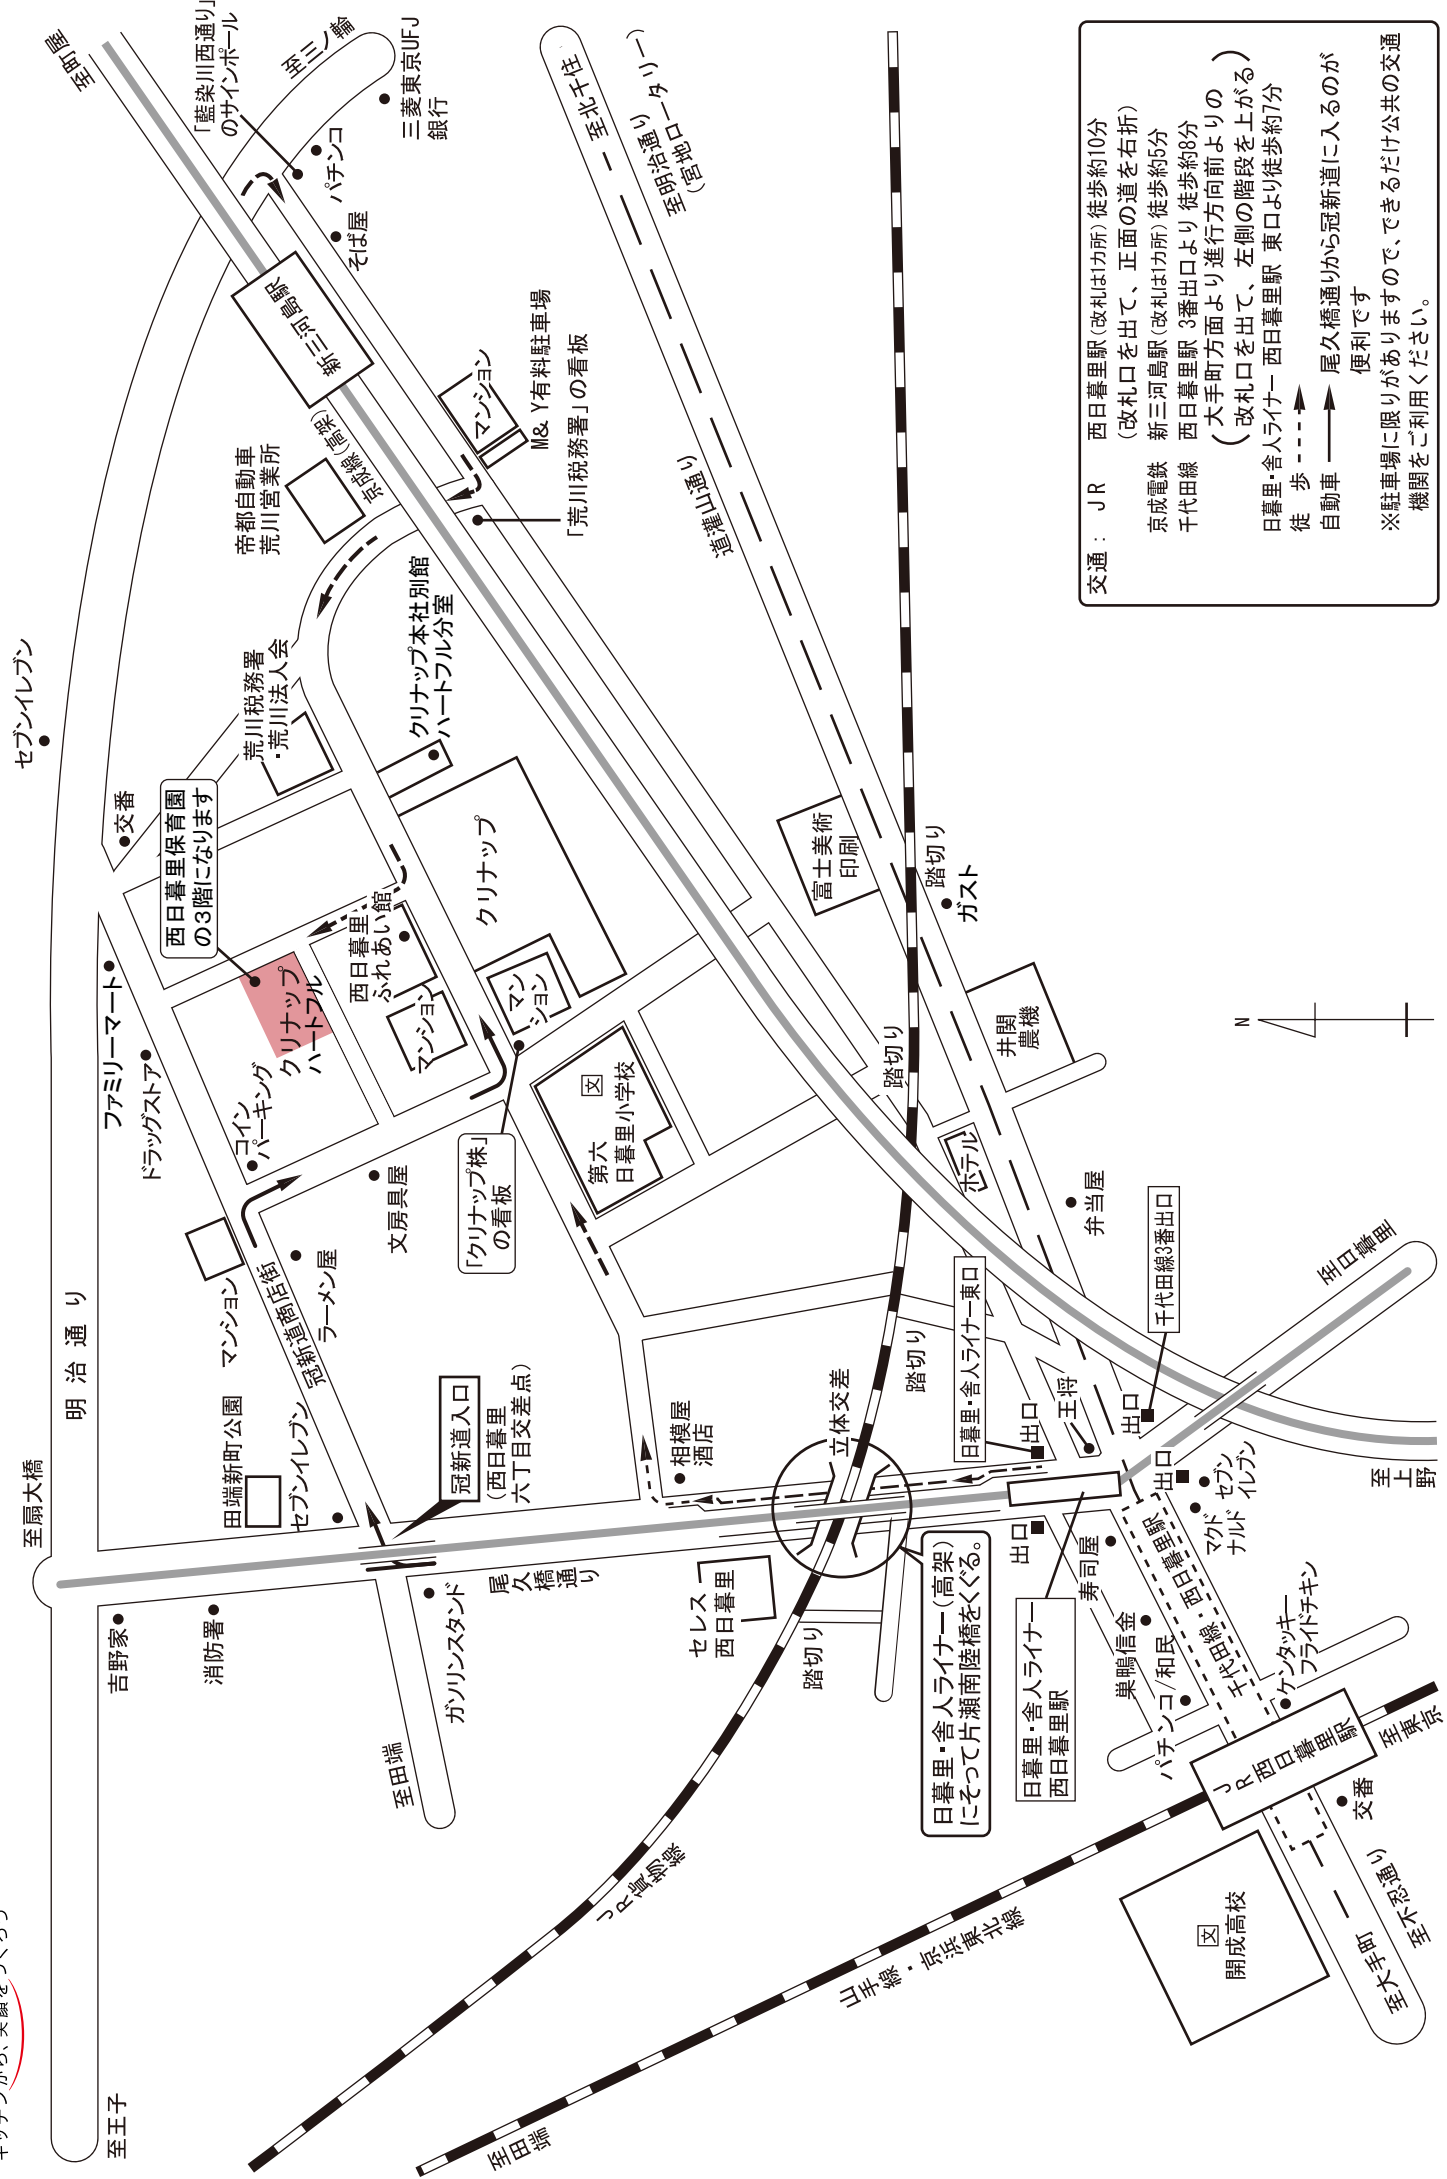 至王子
至扇大橋
明治通り
セブンイレブン
交番
ファミリーマート
ドラッグストア
コイン
パーキング
クリナップ
ハートフル
西日暮里保育園
の3階になります
荒川税務署
・荒川法人会
帝都自動車
荒川営業所
京成線(高架)
新三河島駅
至町屋
「藍染川西通り」
のサインポール
至三ノ輪
三菱東京UFJ
銀行
パチンコ
そば屋
マンション
M&Y有料駐車場
「荒川税務署」の看板
クリナップ本社別館
ハートフル分室
クリナップ
西日暮里
ふれあい館
マンション
マン
ション
「クリナップ㈱」
の看板
文
第六
日暮里小学校
文房具屋
マンション
ラーメン屋
冠新道商店街
田端新町公園
セブンイレブン
冠新道入口
(西日暮里
六丁目交差点)
吉野家
消防署
ガソリンスタンド
至田端
尾久橋通り
セレス
西日暮里
相模屋
酒店
立体交差
踏切り
踏切り
踏切り
踏切り
ガスト
富士美術
印刷
井関
農機
ホテル
弁当屋
道灌山通り
至北千住
至明治通り
(宮地ロータリー)
日暮里・舎人ライナー東口
千代田線3番出口
出口
出口
出口
出口
王将
至日暮里
至上野
セブン
イレブン
マクド
ナルド
寿司屋
日暮里・舎人ライナー(高架)
にそって片瀬南陸橋をくぐる。
日暮里・舎人ライナー
西日暮里駅
千代田線・西日暮里駅
巣鴨信金
パチンコ/和民
ケンタッキー
フライドチキン
JR西日暮里駅
至東京
交番
至不忍通り
至大手町
文
開成高校
山手線・京浜東北線
JR貨物線
至田端
N
交通: JR 西日暮里駅(改札は1カ所)徒歩約10分
(改札口を出て、正面の道を右折)
京成電鉄 新三河島駅(改札は1カ所)徒歩約5分
千代田線 西日暮里駅 3番出口より徒歩約8分
(大手町方面より進行方向前よりの
改札口を出て、左側の階段を上がる)
日暮里・舎人ライナー 西日暮里駅 東口より徒歩約7分
徒歩
自動車 尾久橋通りから冠新道に入るのが
便利です
※駐車場に限りがありますので、できるだけ公共の交通
機関をご利用ください。